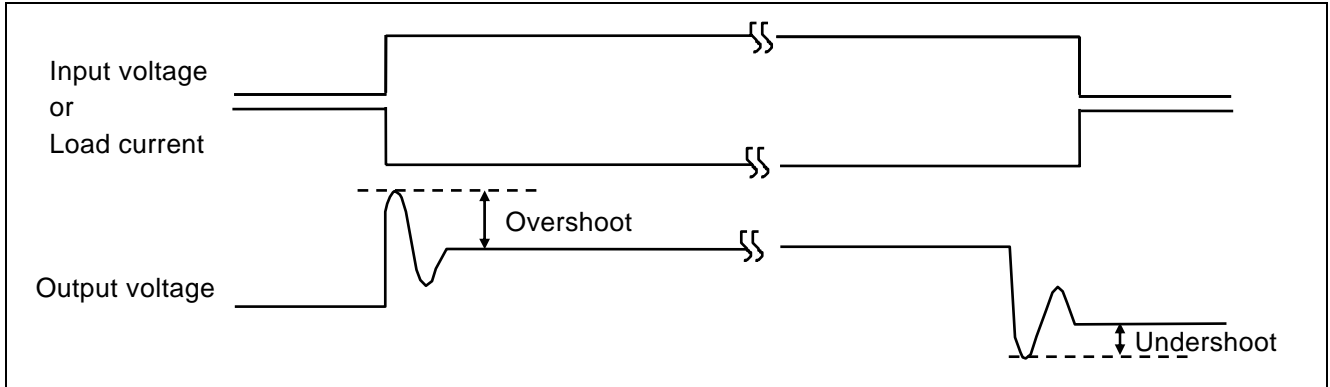 Input voltage
or
Load current
Overshoot
Output voltage
Undershoot